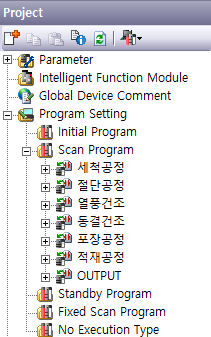 Project
Parameter
Intelligent Function Module
Global Device Comment
Program Setting
Initial Program
Scan Program
세척공정
절단공정
열풍건조
동결건조
포장공정
적재공정
OUTPUT
Standby Program
Fixed Scan Program
No Execution Type